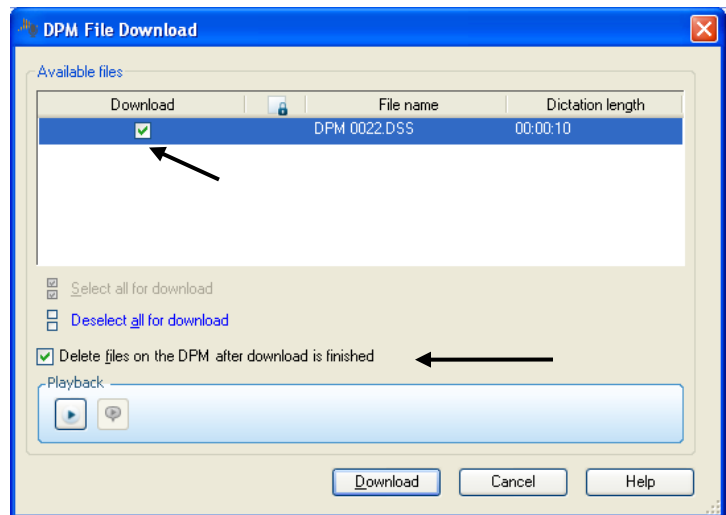 DPM File Download
Available files
Download File name Dictation length
DPM 0022.DSS 00:00:10
Select all for download
Deselect all for download
Delete files on the DPM after download is finished
Playback
Download Cancel Help